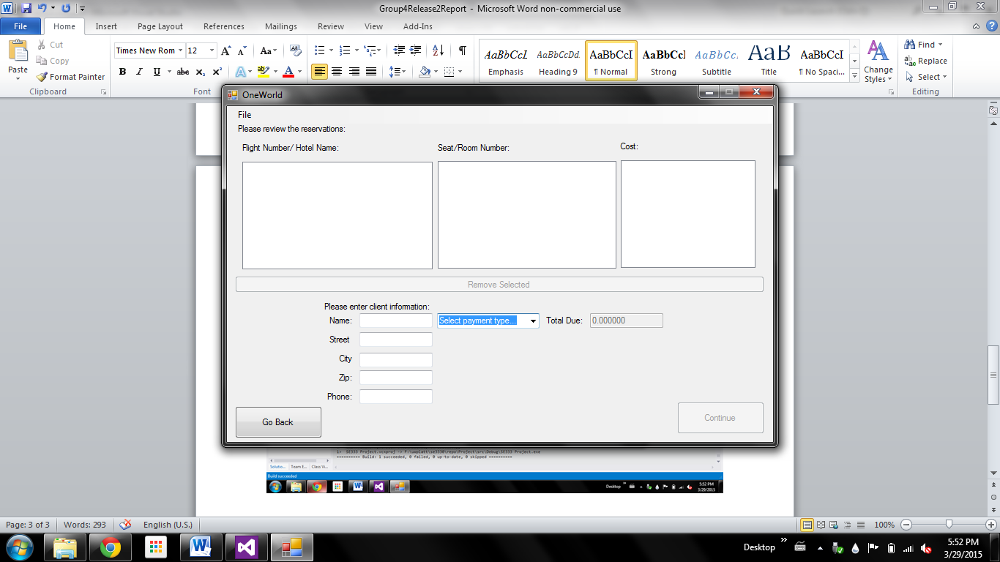 Group4Release2Report - Microsoft Word non-commercial use
File Home Insert Page Layout References Mailings Review View Add-Ins
Paste
Cut
Copy
Format Painter
Times New Rom 12
AaBbCcI AaBbCcDd. AaBbCcI AaBbCcI AaBbCc. AaB AaBbCcI
Emphasis Heading 9 ¶ Normal Strong Subtitle Title ¶ No Spaci...
Change
Styles
Find
Replace
Select
Clipboard Font Editing
OneWorld
File
Please review the reservations:
Flight Number/ Hotel Name: Seat/Room Number: Cost:
Remove Selected
Please enter client information:
Name: Select payment type... Total Due: 0.000000
Street
City
Zip:
Phone:
Go Back Continue
1> SE333 Project.vcxproj -> F:\uwplatt\se3330\repo\Project\src\Debug\SE333 Project.exe
========== Build: 1 succeeded, 0 failed, 0 up-to-date, 0 skipped ==========
Solutio... Team E... Class Vi...
Build succeeded
Desktop 5:52 PM
3/29/2015
Page: 3 of 3 Words: 293 English (U.S.) 100%
Desktop 5:52 PM
3/29/2015